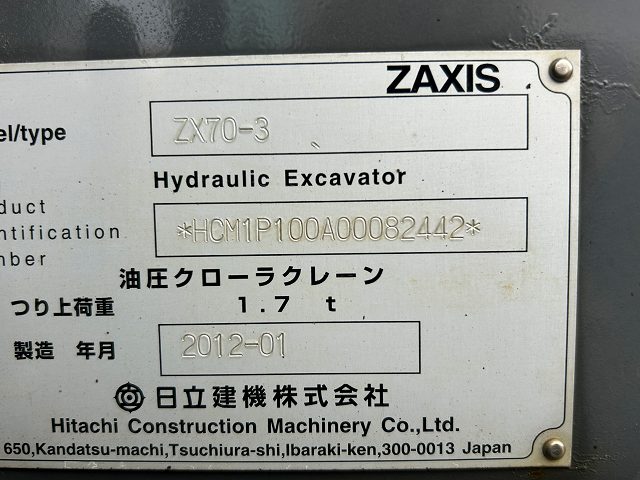 ZAXIS
el/type ZX70-3
Hydraulic Excavator
duct
ntification
mber
*HCM1P100A00082442*
油圧クローラクレーン
つり上荷重 1.7 t
製造 年月 2012-01
日立建機株式会社
Hitachi Construction Machinery Co.,Ltd.
650,Kandatsu-machi,Tsuchiura-shi,Ibaraki-ken,300-0013 Japan